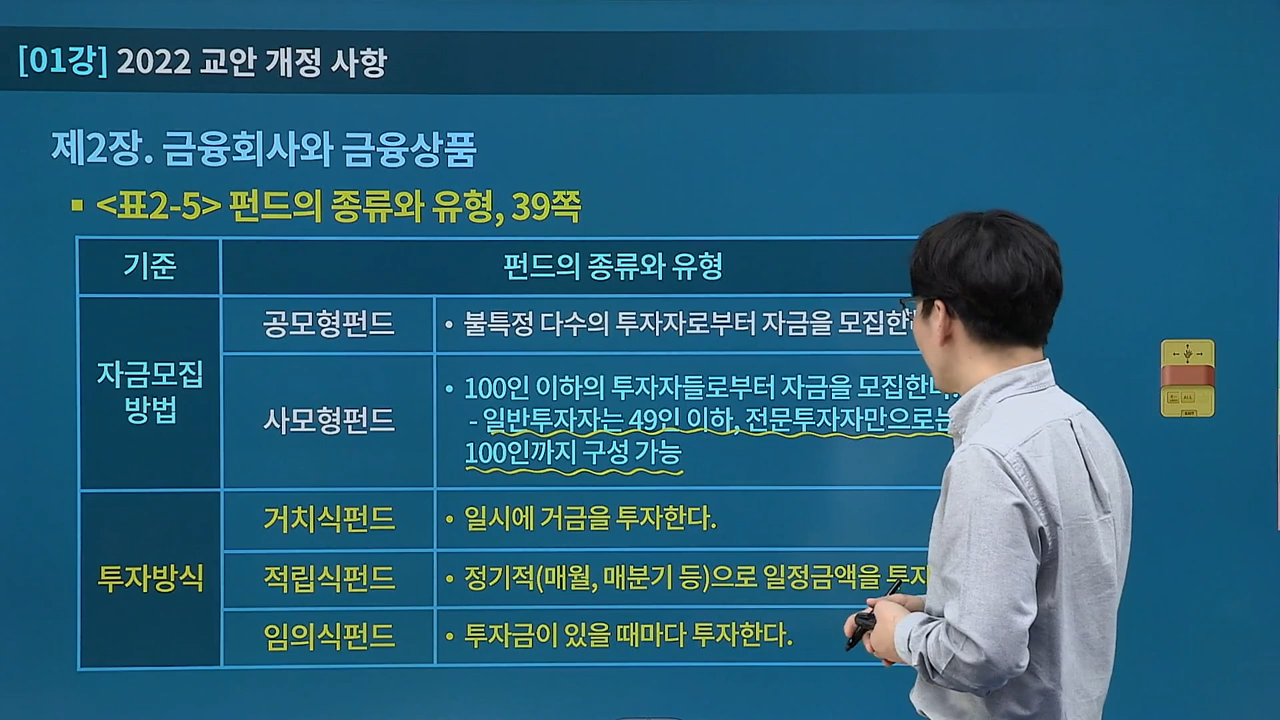 [01강] 2022 교안 개정 사항
제2장. 금융회사와 금융상품
▪ <표2-5> 펀드의 종류와 유형, 39쪽
기준
펀드의 종류와 유형
자금모집
방법
공모형펀드
• 불특정 다수의 투자자로부터 자금을
사모형펀드
• 100인 이하의 투자자들로부터 자금을
- 일반투자자는 49인 이하, 전문투자자만으로는
100인까지 구성 가능
투자방식
거치식펀드
• 일시에 거금을 투자한다.
적립식펀드
• 정기적(매월, 매분기 등)으로 일정금액을
임의식펀드
• 투자금이 있을 때마다 투자한다.
ALL